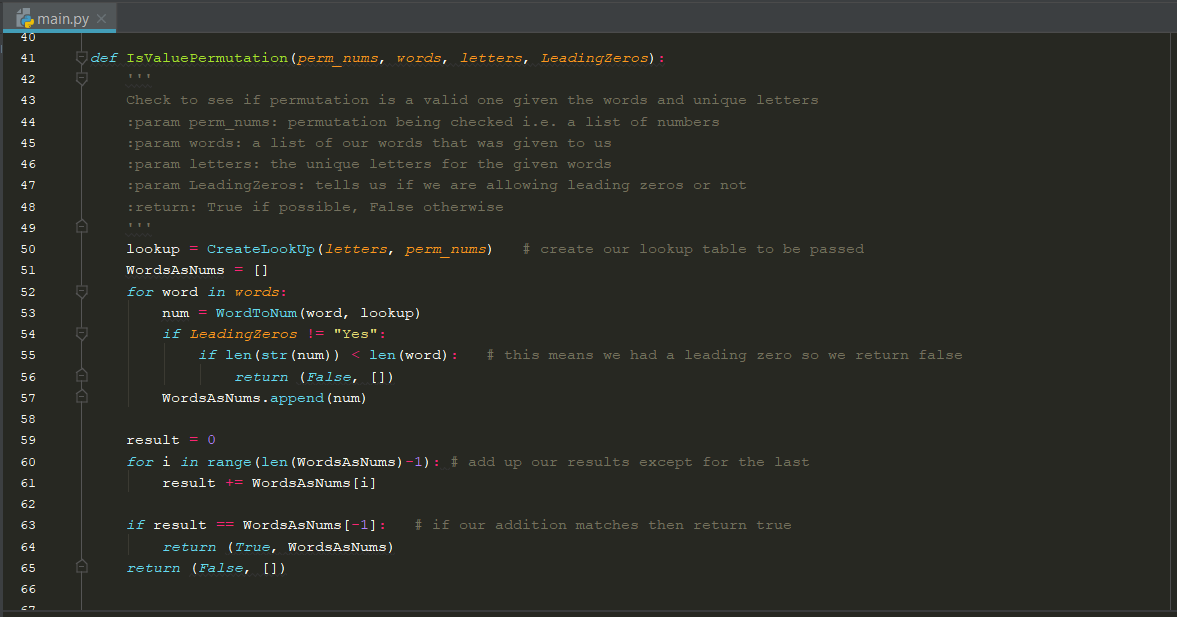 main.py
40
41 def IsValuePermutation(perm_nums, words, letters, LeadingZeros):
42 '''
43 Check to see if permutation is a valid one given the words and unique letters
44 :param perm_nums: permutation being checked i.e. a list of numbers
45 :param words: a list of our words that was given to us
46 :param letters: the unique letters for the given words
47 :param LeadingZeros: tells us if we are allowing leading zeros or not
48 :return: True if possible, False otherwise
49 '''
50 lookup = CreateLookUp(letters, perm_nums) # create our lookup table to be passed
51 WordsAsNums = []
52 for word in words:
53 num = WordToNum(word, lookup)
54 if LeadingZeros != "Yes":
55 if len(str(num)) < len(word): # this means we had a leading zero so we return false
56 return (False, [])
57 WordsAsNums.append(num)
58
59 result = 0
60 for i in range(len(WordsAsNums)-1): # add up our results except for the last
61 result += WordsAsNums[i]
62
63 if result == WordsAsNums[-1]: # if our addition matches then return true
64 return (True, WordsAsNums)
65 return (False, [])
66
67